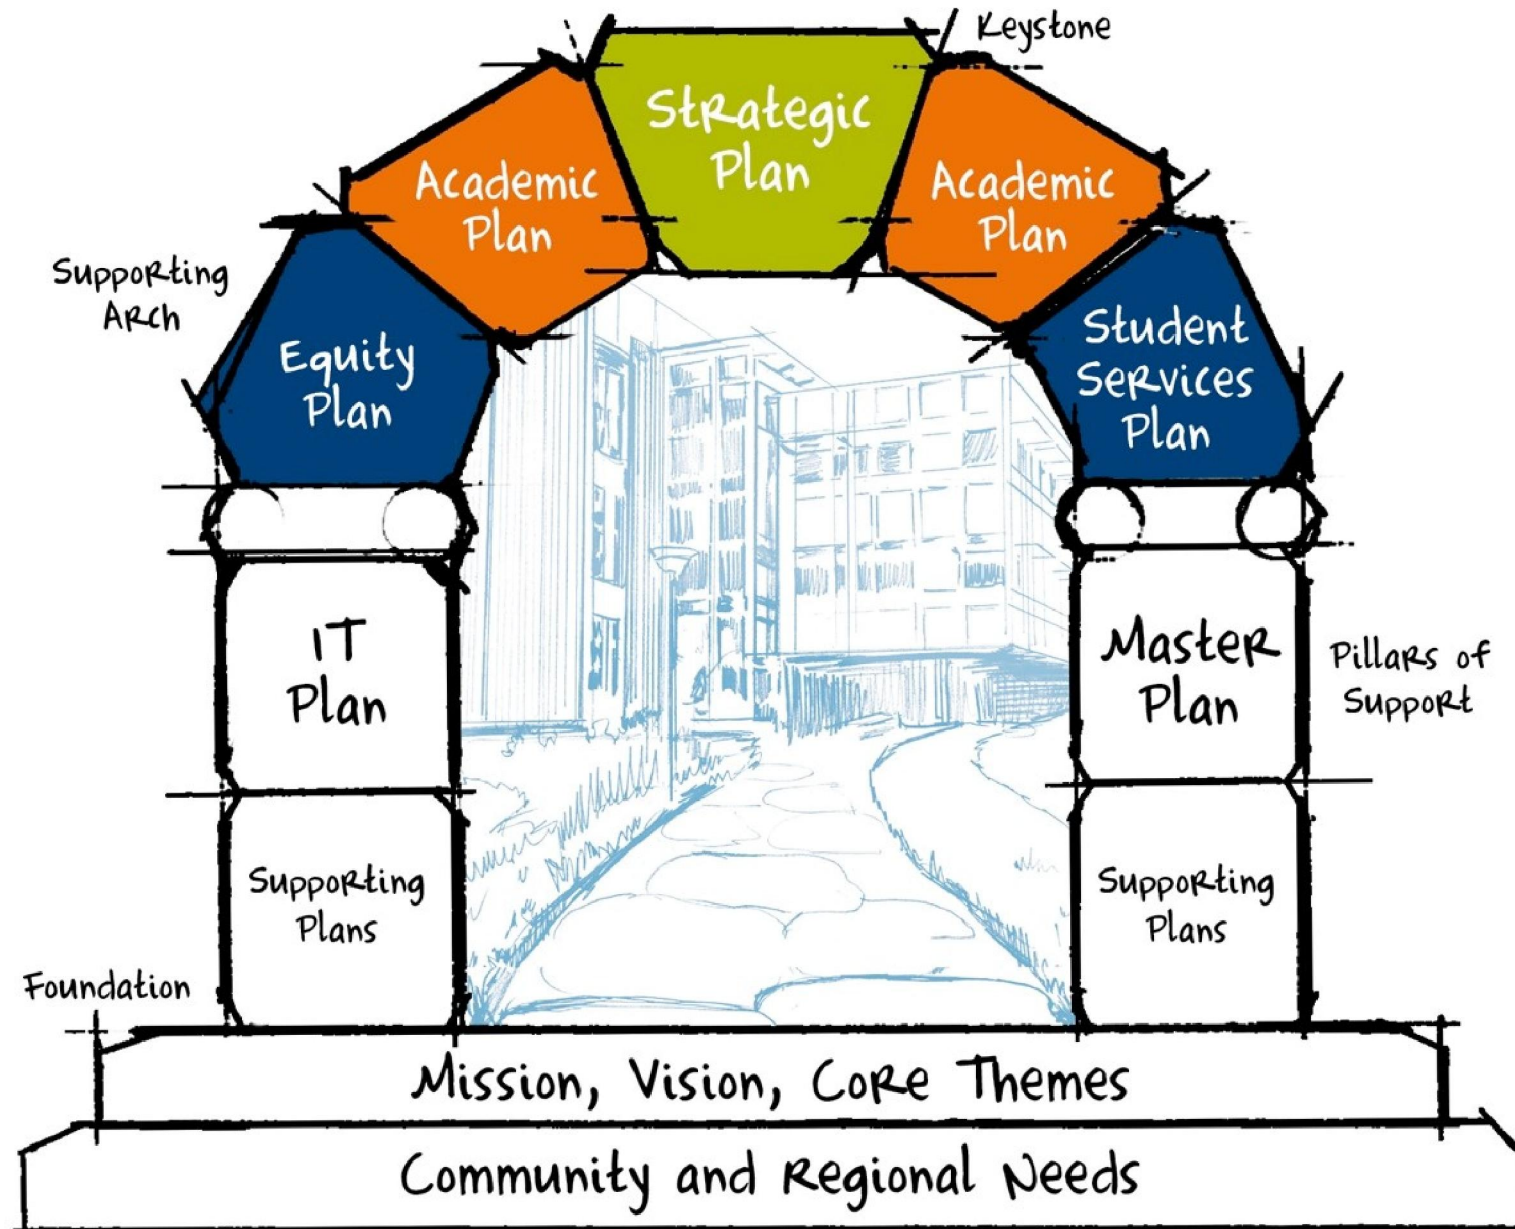 Keystone
Strategic
Plan
Academic
Plan
Academic
Plan
Supporting
Arch
Equity
Plan
Student
Services
Plan
IT
Plan
Master
Plan
Pillars of
Support
Supporting
Plans
Supporting
Plans
Foundation
Mission, Vision, Core Themes
Community and Regional Needs